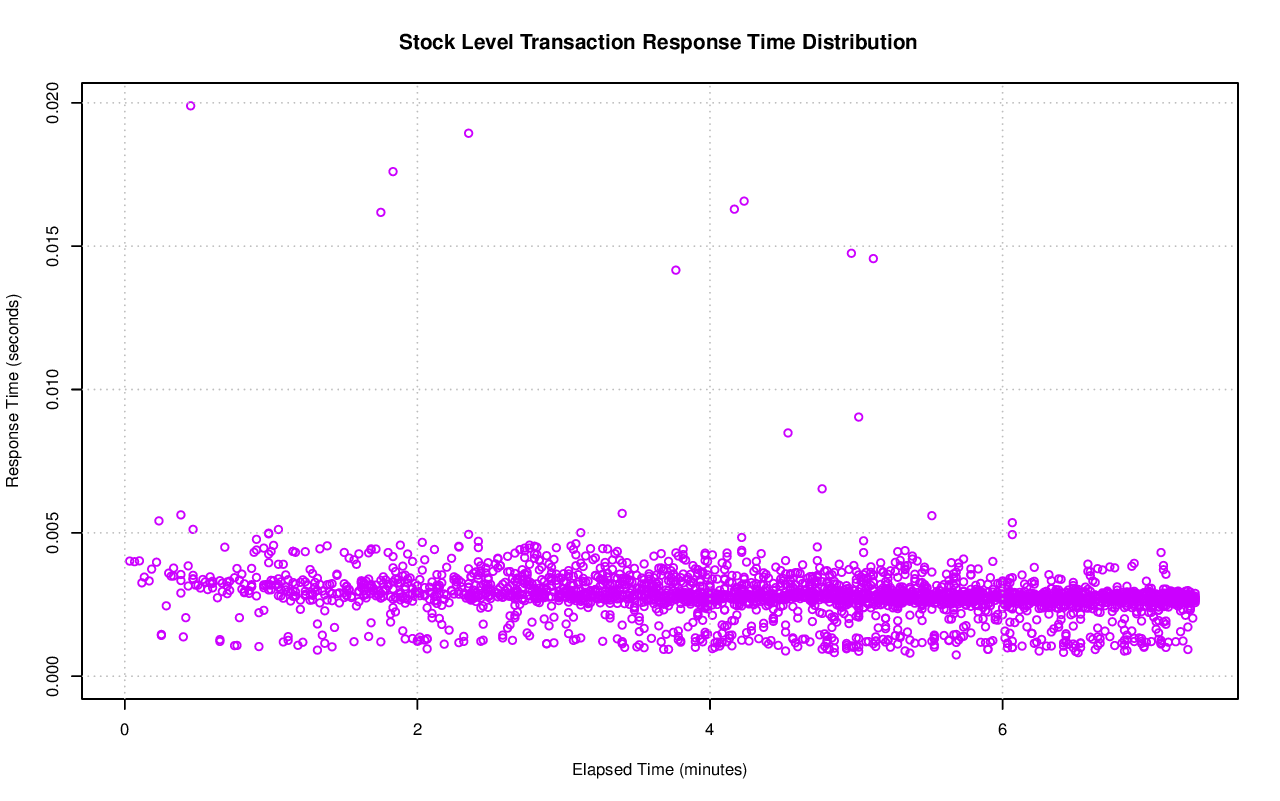 Stock Level Transaction Response Time Distribution
Response Time (seconds)
0.020
0.015
0.010
0.005
0.000
0 2 4 6
Elapsed Time (minutes)